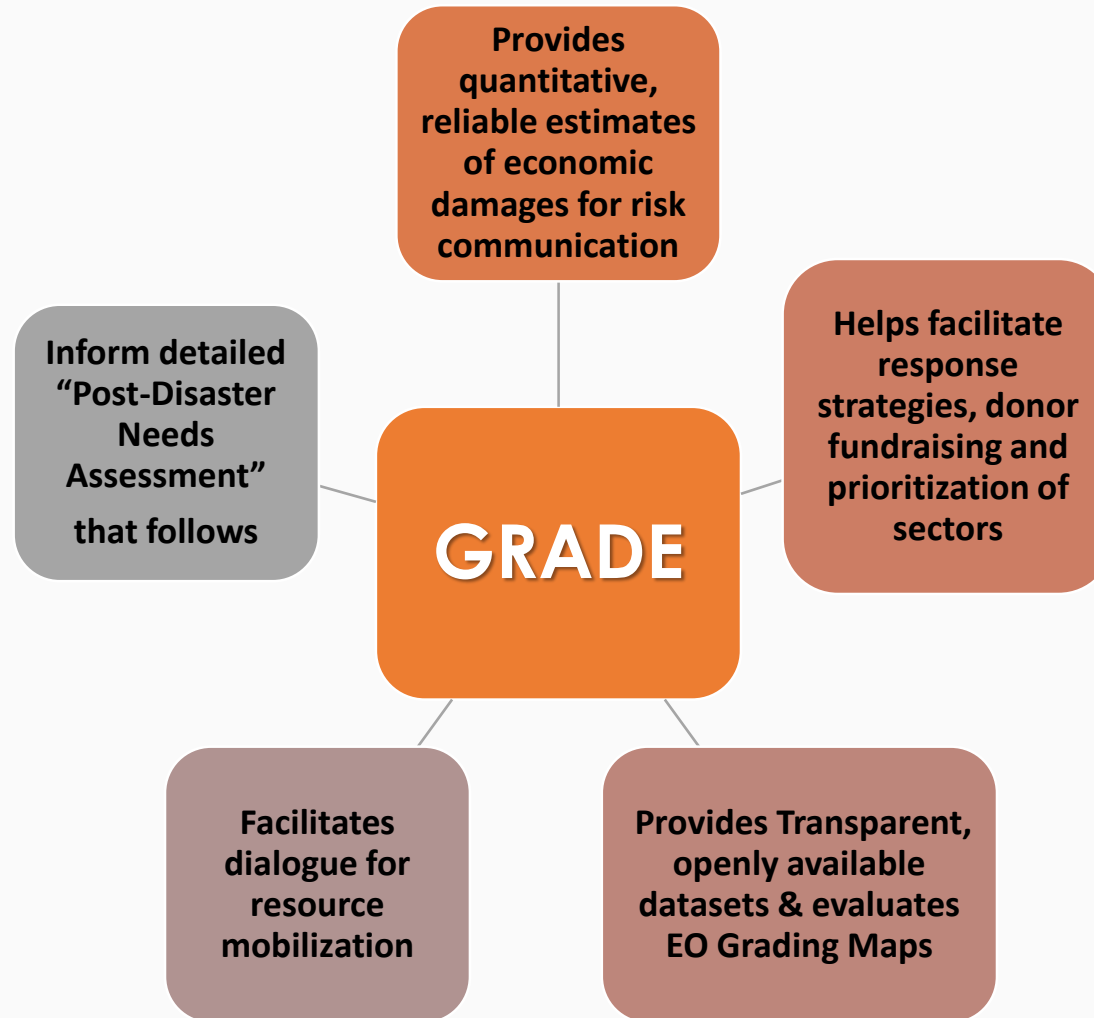 Provides
quantitative,
reliable estimates
of economic
damages for risk
communication
Helps facilitate
response
strategies, donor
fundraising and
prioritization of
sectors
Inform detailed
“Post-Disaster
Needs
Assessment”
that follows
GRADE
Facilitates
dialogue for
resource
mobilization
Provides Transparent,
openly available
datasets & evaluates
EO Grading Maps